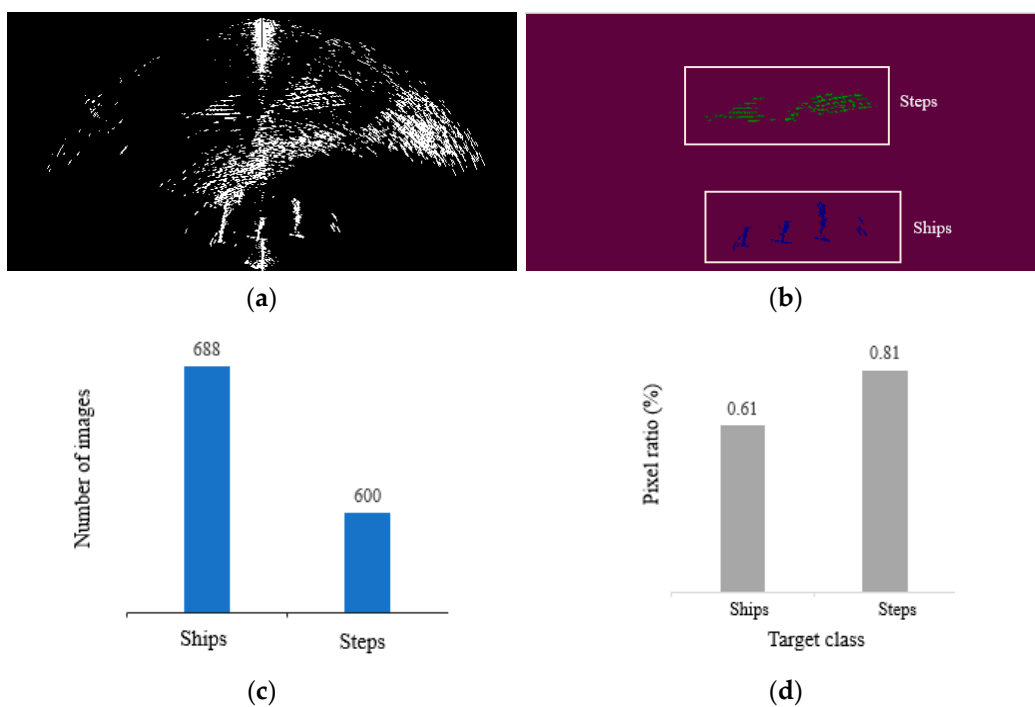 Steps
Ships
(a)
(b)
688
Number of images
600
Ships
Steps
(c)
0.81
Pixel ratio (%)
0.61
Ships
Steps
Target class
(d)